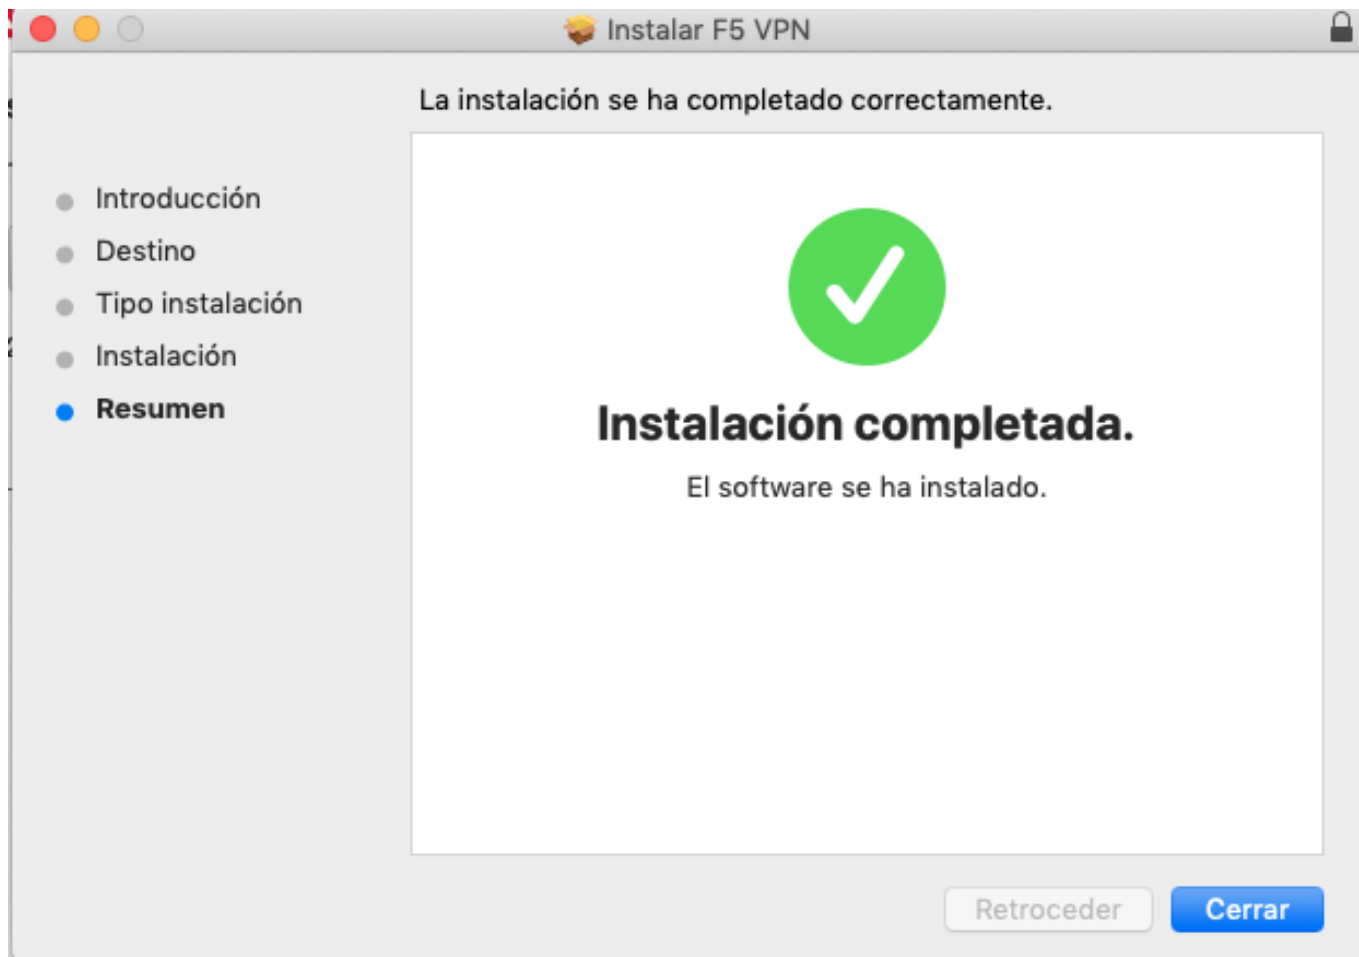 Instalar F5 VPN
La instalación se ha completado correctamente.
Introducción
Destino
Tipo instalación
Instalación
Resumen
Instalación completada.
El software se ha instalado.
Retroceder
Cerrar